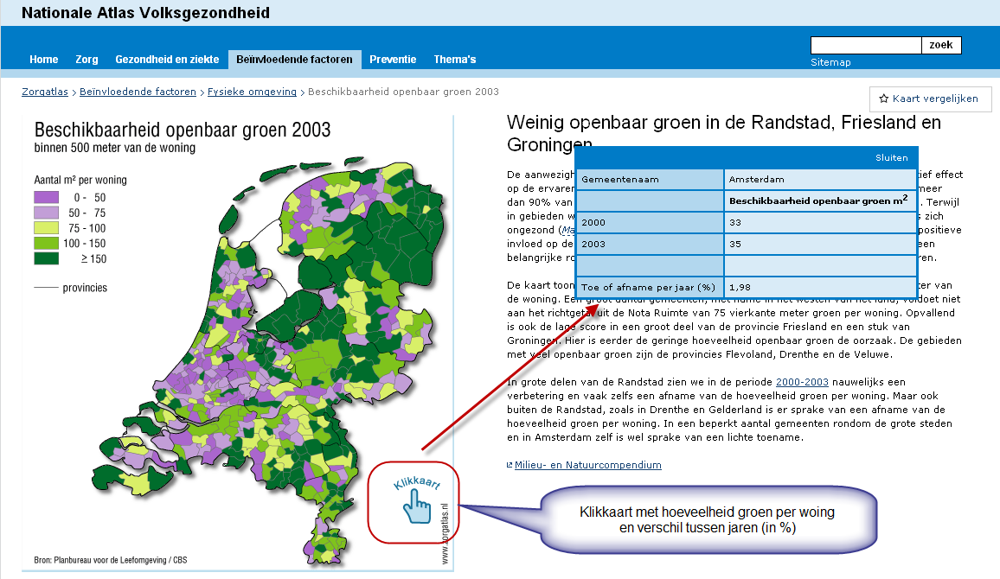 Nationale Atlas Volksgezondheid
zoek
Home Zorg Gezondheid en ziekte Beïnvloedende factoren Preventie Thema's
Sitemap
Zorgatlas > Beïnvloedende factoren > Fysieke omgeving > Beschikbaarheid openbaar groen 2003
Kaart vergelijken
Beschikbaarheid openbaar groen 2003
binnen 500 meter van de woning
Aantal m² per woning
0 - 50
50 - 75
75 - 100
100 - 150
≥ 150
provincies
Klikkaart
www.zorgatlas.nl
Bron: Planbureau voor de Leefomgeving / CBS
Weinig openbaar groen in de Randstad, Friesland en
Groningen
De aanwezigh
ief effect
op de ervaren
meer
dan 90% van
. Terwijl
in gebieden w
s zich
ongezond (Ma
positieve
invloed op de
een
belangrijke ro
ren.
Sluiten
Gemeentenaam Amsterdam
Beschikbaarheid openbaar groen m²
2000 33
2003 35
Toe of afname per jaar (%) 1,98
De kaart toon
ter van
de woning. Een groot aantal gemeenten, met name in het westen van het land, voldoet niet
aan het richtgetal uit de Nota Ruimte van 75 vierkante meter groen per woning. Opvallend
is ook de lage score in een groot deel van de provincie Friesland en een stuk van
Groningen. Hier is eerder de geringe hoeveelheid openbaar groen de oorzaak. De gebieden
met veel openbaar groen zijn de provincies Flevoland, Drenthe en de Veluwe.
In grote delen van de Randstad zien we in de periode 2000-2003 nauwelijks een
verbetering en vaak zelfs een afname van de hoeveelheid groen per woning. Maar ook
buiten de Randstad, zoals in Drenthe en Gelderland is er sprake van een afname van de
hoeveelheid groen per woning. In een beperkt aantal gemeenten rondom de grote steden
en in Amsterdam zelf is wel sprake van een lichte toename.
Milieu- en Natuurcompendium
Klikkaart met hoeveelheid groen per woing
en verschil tussen jaren (in %)